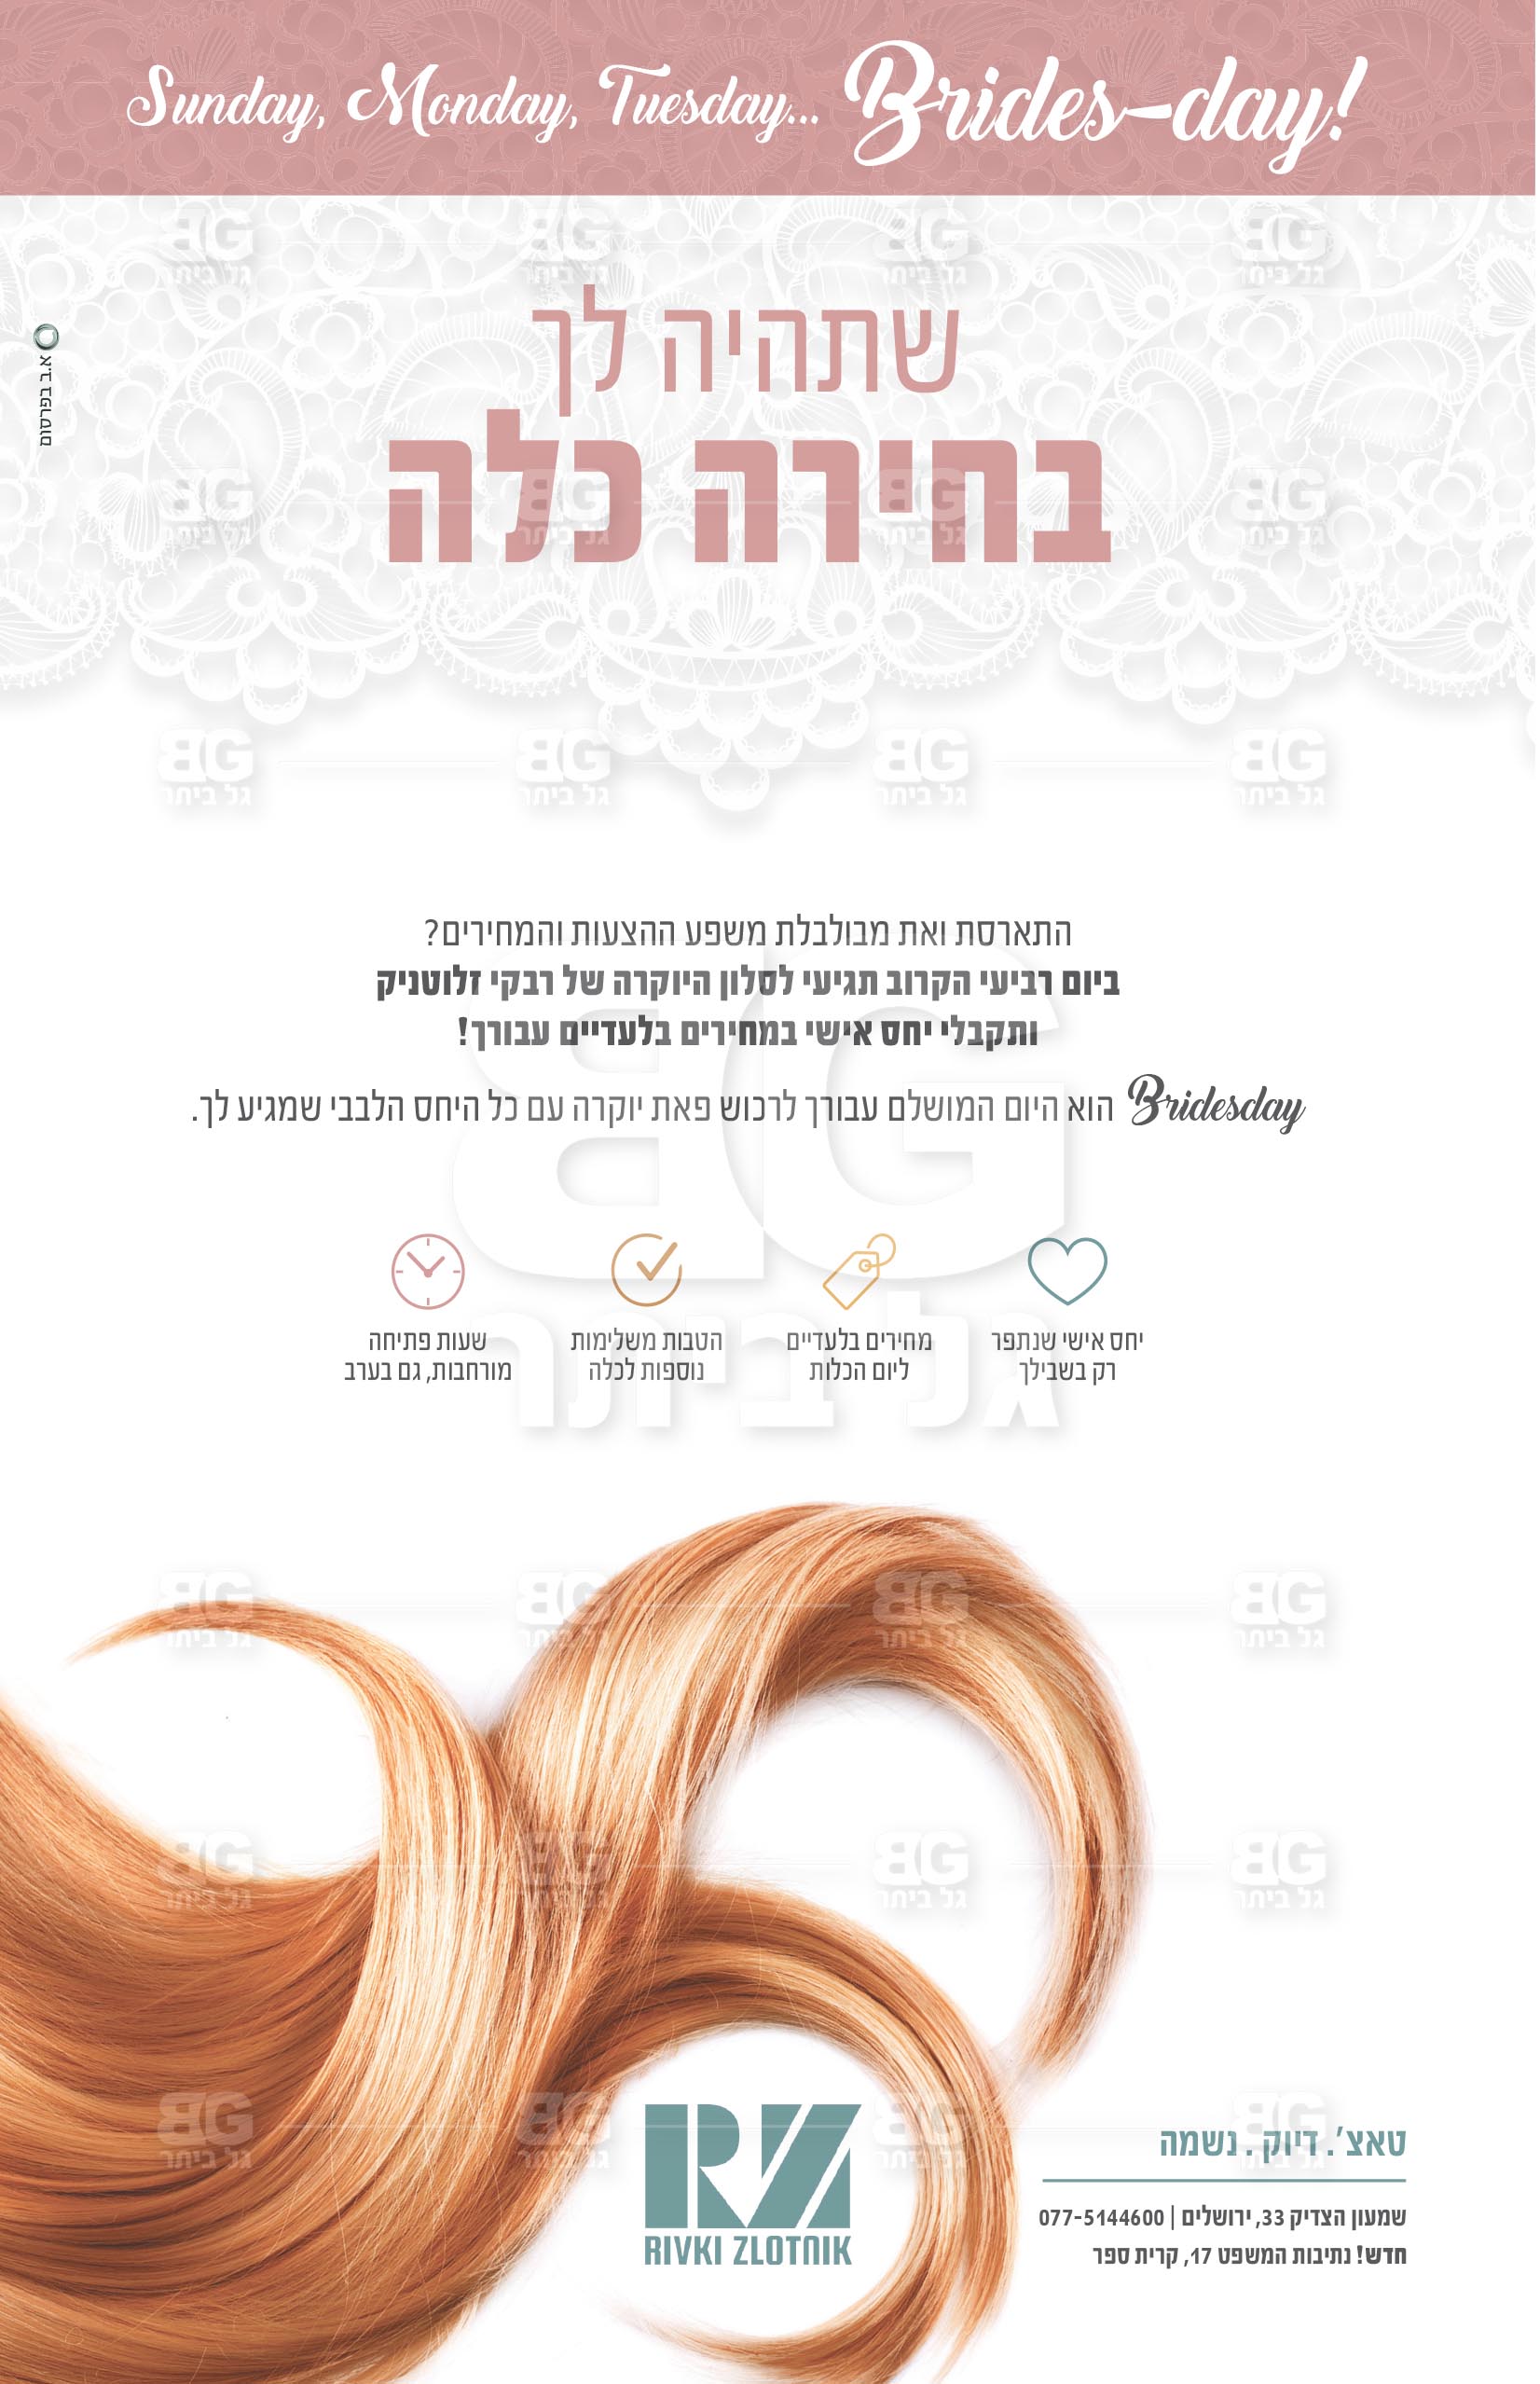 Sunday, Monday, Tuesday... Brides-day!
שתהיה לך
בחירה כלה
א.ב בפרסום
התארסת ואת מבולבלת משפע ההצעות והמחירים?
ביום רביעי הקרוב תגיעי לסלון היוקרה של רבקי זלוטניק
ותקבלי יחס אישי במחירים בלעדיים עבורך!
Bridesday הוא היום המושלם עבורך לרכוש פאת יוקרה עם כל היחס הלבבי שמגיע לך.
יחס אישי שנתפר
רק בשבילך
מחירים בלעדיים
ליום הכלות
הטבות משלימות
נוספות לכלה
שעות פתיחה
מורחבות, גם בערב
BG
גל ביתר
טאצ'. דיוק. נשמה
שמעון הצדיק 33, ירושלים | 077-5144600
חדש! נתיבות המשפט 17, קרית ספר
RZ
RIVKI ZLOTNIK